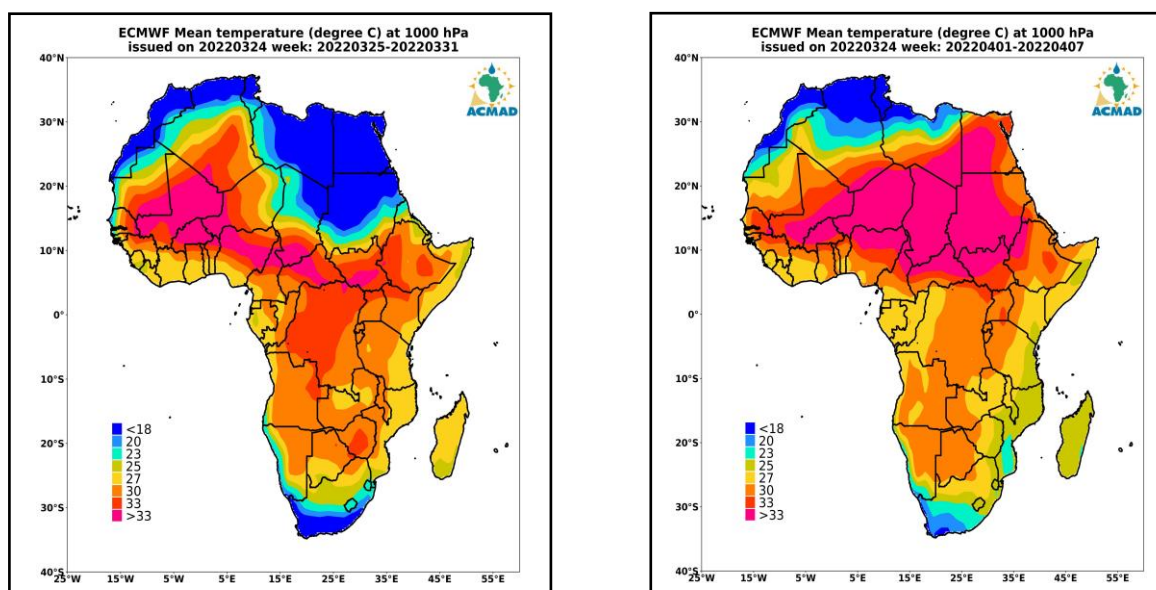 ECMWF Mean temperature (degree C) at 1000 hPa
issued on 20220324 week: 20220325-20220331
40°N
30°N
20°N
10°N
0°
10°S
20°S
30°S
40°S
25°W
15°W
5°W
5°E
15°E
25°E
35°E
45°E
55°E
ACMAD
<18
20
23
25
27
30
33
>33
ECMWF Mean temperature (degree C) at 1000 hPa
issued on 20220324 week: 20220401-20220407
40°N
30°N
20°N
10°N
0°
10°S
20°S
30°S
40°S
25°W
15°W
5°W
5°E
15°E
25°E
35°E
45°E
55°E
ACMAD
<18
20
23
25
27
30
33
>33